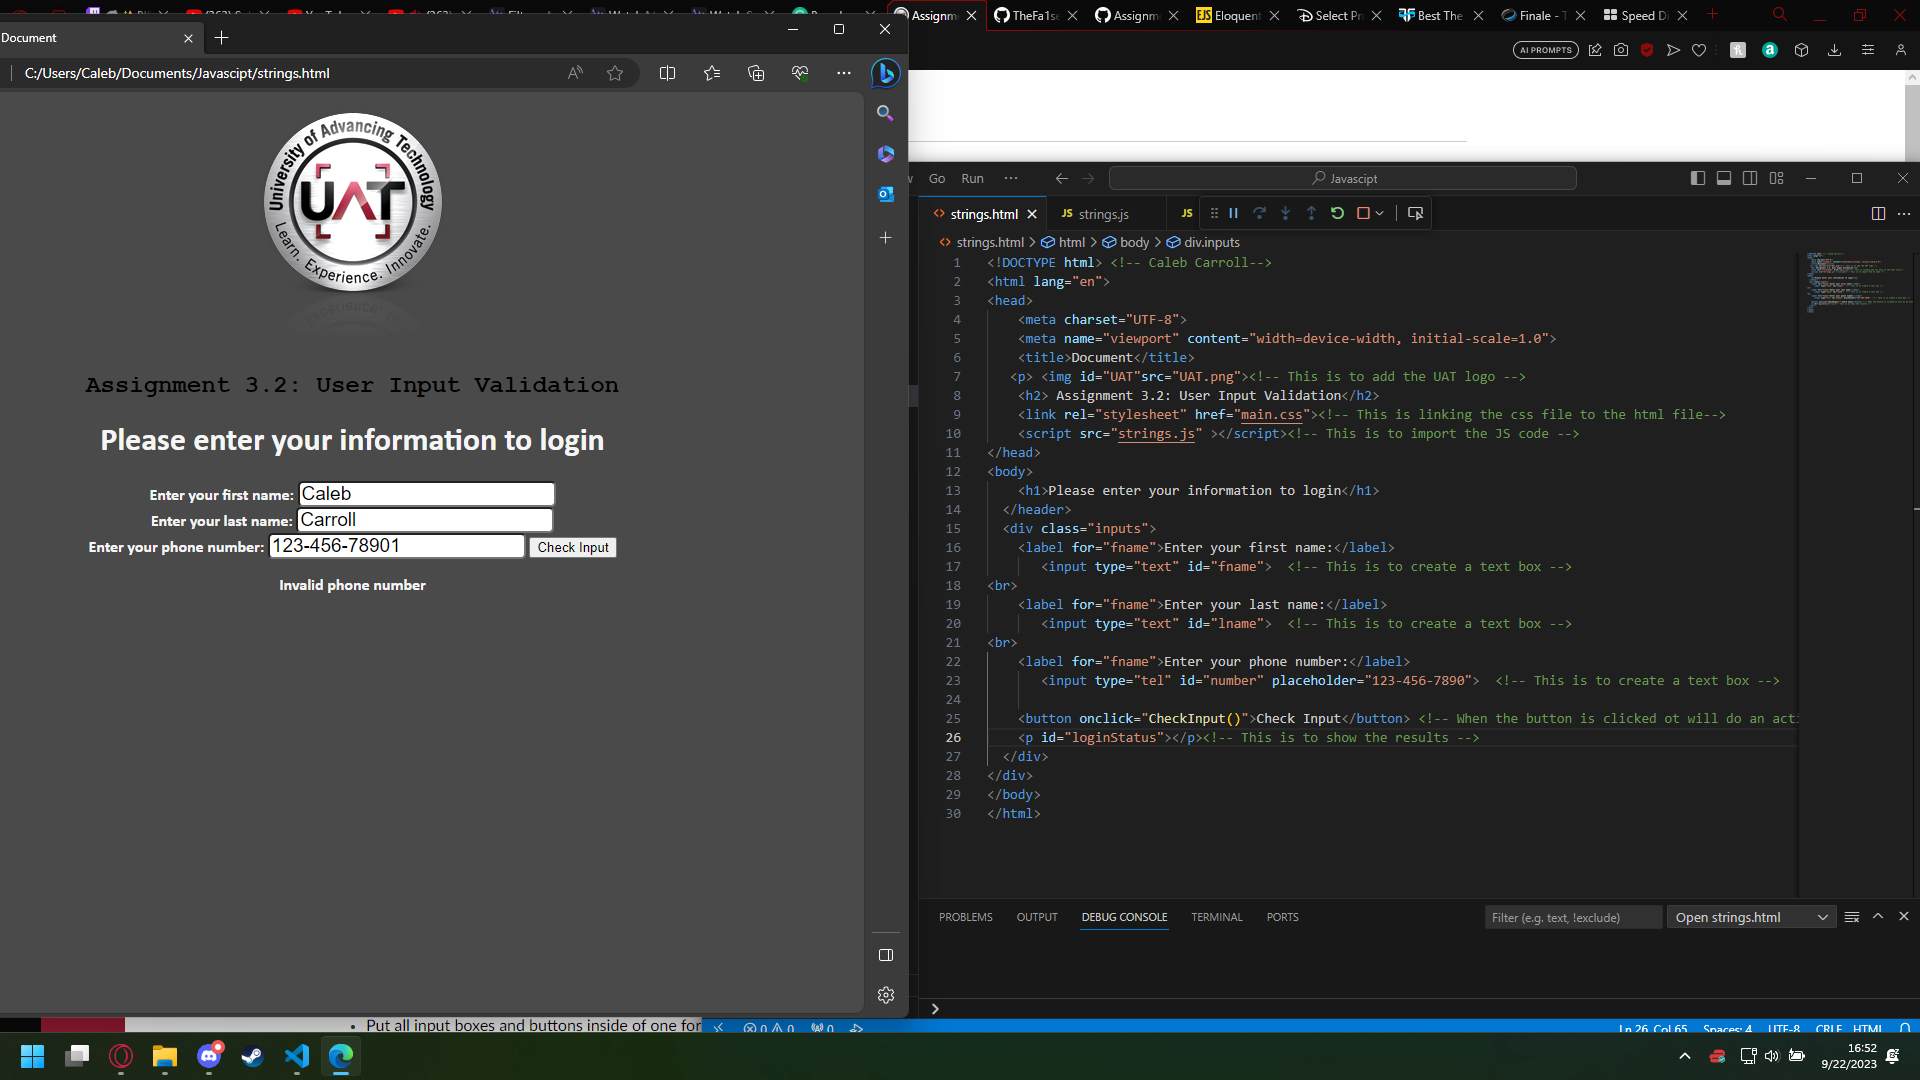 Document
C:/Users/Caleb/Documents/Javascipt/strings.html
University of Advancing Technology
UAT
Learn. Experience. Innovate.
Assignment 3.2: User Input Validation
Please enter your information to login
Enter your first name: Caleb
Enter your last name: Carroll
Enter your phone number: 123-456-78901 Check Input
Invalid phone number
Put all input boxes and buttons inside of one for
Assignm
TheFa1s
Assignm
EJS Eloquent
Select Pr
Best The
Finale - T
Speed Di
AI PROMPTS
Go Run ···
Javascipt
strings.html
JS strings.js
JS
strings.html > html > body > div.inputs
1 <!DOCTYPE html> <!-- Caleb Carroll-->
2 <html lang="en">
3 <head>
4 <meta charset="UTF-8">
5 <meta name="viewport" content="width=device-width, initial-scale=1.0">
6 <title>Document</title>
7 <p> <img id="UAT"src="UAT.png"><!-- This is to add the UAT logo -->
8 <h2> Assignment 3.2: User Input Validation</h2>
9 <link rel="stylesheet" href="main.css"><!-- This is linking the css file to the html file-->
10 <script src="strings.js" ></script><!-- This is to import the JS code -->
11 </head>
12 <body>
13 <h1>Please enter your information to login</h1>
14 </header>
15 <div class="inputs">
16 <label for="fname">Enter your first name:</label>
17 <input type="text" id="fname"> <!-- This is to create a text box -->
18 <br>
19 <label for="fname">Enter your last name:</label>
20 <input type="text" id="lname"> <!-- This is to create a text box -->
21 <br>
22 <label for="fname">Enter your phone number:</label>
23 <input type="tel" id="number" placeholder="123-456-7890"> <!-- This is to create a text box -->
24
25 <button onclick="CheckInput()">Check Input</button> <!-- When the button is clicked ot will do an acti
26 <p id="loginStatus"></p><!-- This is to show the results -->
27 </div>
28 </div>
29 </body>
30 </html>
PROBLEMS OUTPUT DEBUG CONSOLE TERMINAL PORTS
Filter (e.g. text, !exclude)
Open strings.html
0 0 0
Ln 26, Col 65 Spaces: 4 UTF-8 CRLF HTML
16:52
9/22/2023